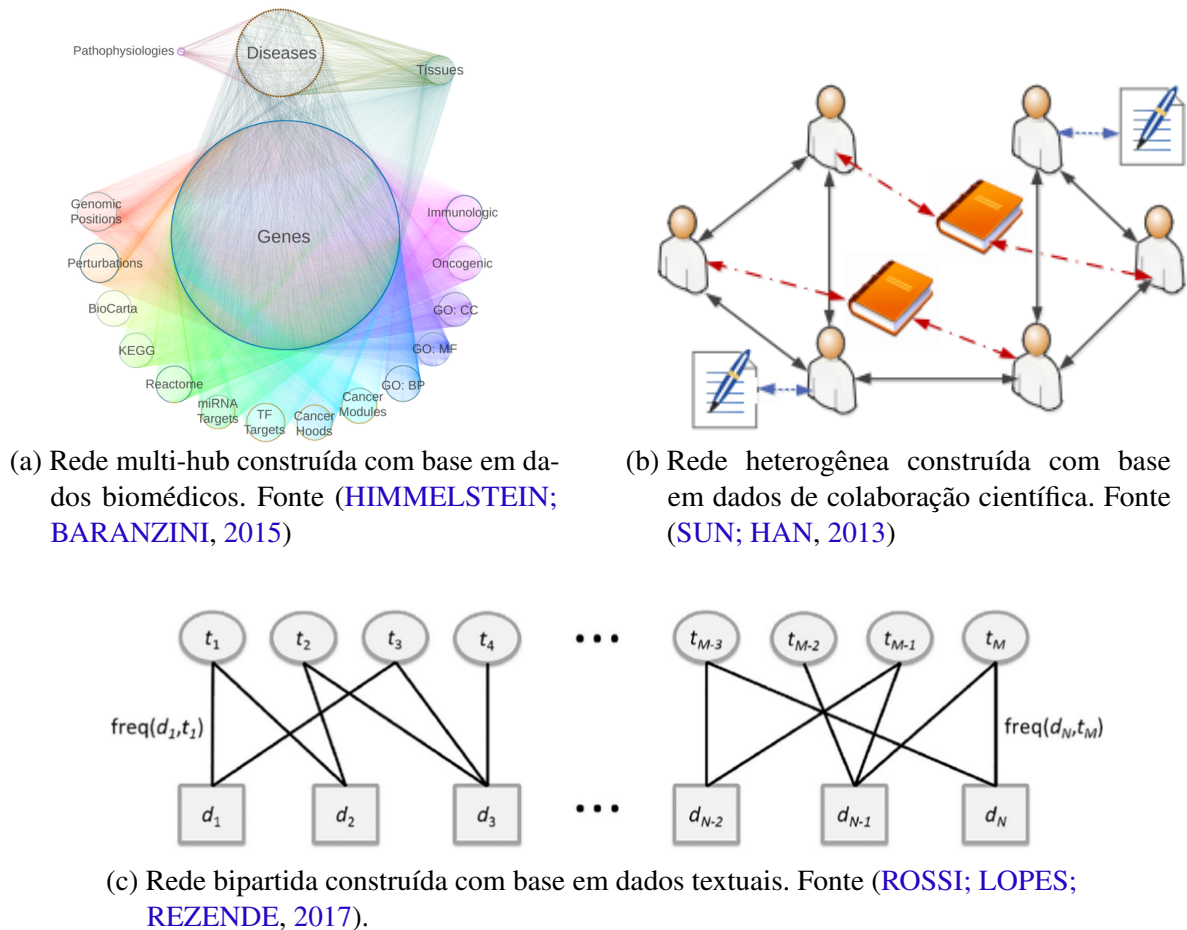 Pathophysiologies
Diseases
Tissues
Genomic
Positions
Genes
Immunologic
Perturbations
Oncogenic
BioCarta
GO: CC
KEGG
GO: MF
Reactome
GO: BP
miRNA
Targets
TF
Targets
Cancer
Hoods
Cancer
Modules
(a) Rede multi-hub construída com base em da-
dos biomédicos. Fonte (HIMMELSTEIN;
BARANZINI, 2015)
(b) Rede heterogênea construída com base
em dados de colaboração científica. Fonte
(SUN; HAN, 2013)
t1 t2 t3 t4 ... tM-3 tM-2 tM-1 tM
freq(d1,t1) freq(dN,tM)
d1 d2 d3 ... dN-2 dN-1 dN
(c) Rede bipartida construída com base em dados textuais. Fonte (ROSSI; LOPES;
REZENDE, 2017).